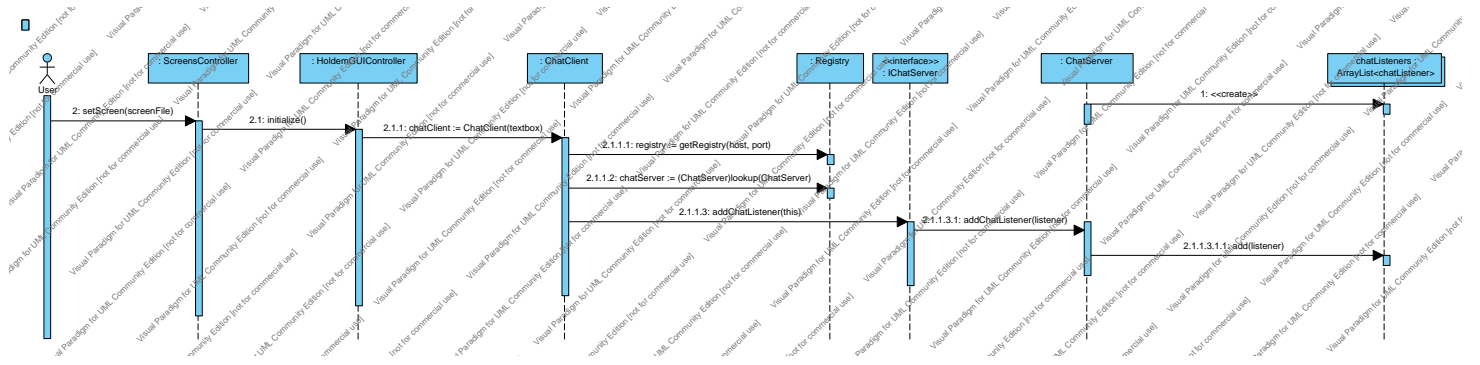 User
: ScreensController
: HoldemGUIController
: ChatClient
: Registry
<<interface>>
: IChatServer
: ChatServer
chatListeners :
ArrayList<chatListener>
1: <<create>>
2: setScreen(screenFile)
2.1: initialize()
2.1.1: chatClient := ChatClient(textbox)
2.1.1.1: registry := getRegistry(host, port)
2.1.1.2: chatServer := (ChatServer)lookup(ChatServer)
2.1.1.3: addChatListener(this)
2.1.1.3.1: addChatListener(listener)
2.1.1.3.1.1: add(listener)
Visual Paradigm for UML Community Edition [not for commercial use]